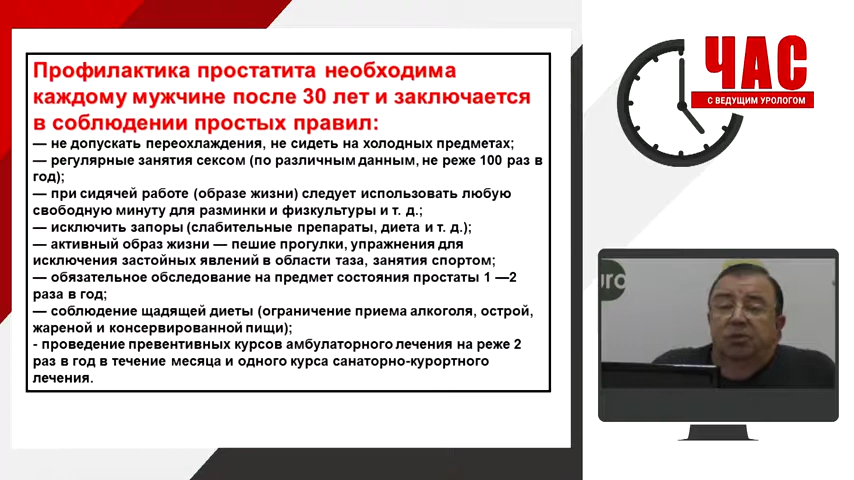 Профилактика простатита необходима
каждому мужчине после 30 лет и заключается
в соблюдении простых правил:
— не допускать переохлаждения, не сидеть на холодных предметах;
— регулярные занятия сексом (по различным данным, не реже 100 раз в
год);
— при сидячей работе (образе жизни) следует использовать любую
свободную минуту для разминки и физкультуры и т. д.;
— исключить запоры (слабительные препараты, диета и т. д.);
— активный образ жизни — пешие прогулки, упражнения для
исключения застойных явлений в области таза, занятия спортом;
— обязательное обследование на предмет состояния простаты 1 —2
раза в год;
— соблюдение щадящей диеты (ограничение приема алкоголя, острой,
жареной и консервированной пищи);
- проведение превентивных курсов амбулаторного лечения на реже 2
раз в год в течение месяца и одного курса санаторно-курортного
лечения.
ЧАС
С ВЕДУЩИМ УРОЛОГОМ
uro